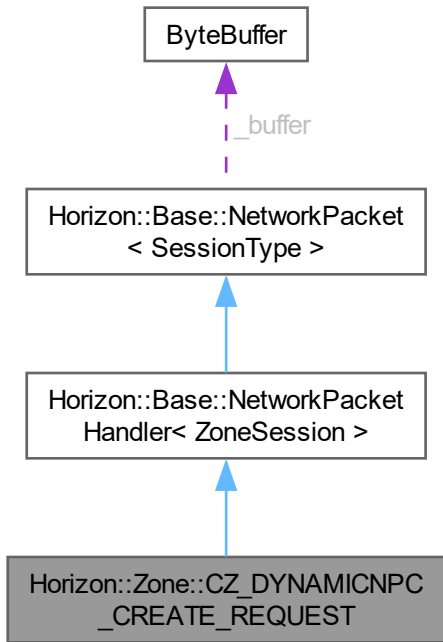 ByteBuffer
_buffer
Horizon::Base::NetworkPacket
< SessionType >
Horizon::Base::NetworkPacket
Handler< ZoneSession >
Horizon::Zone::CZ_DYNAMICNPC
_CREATE_REQUEST